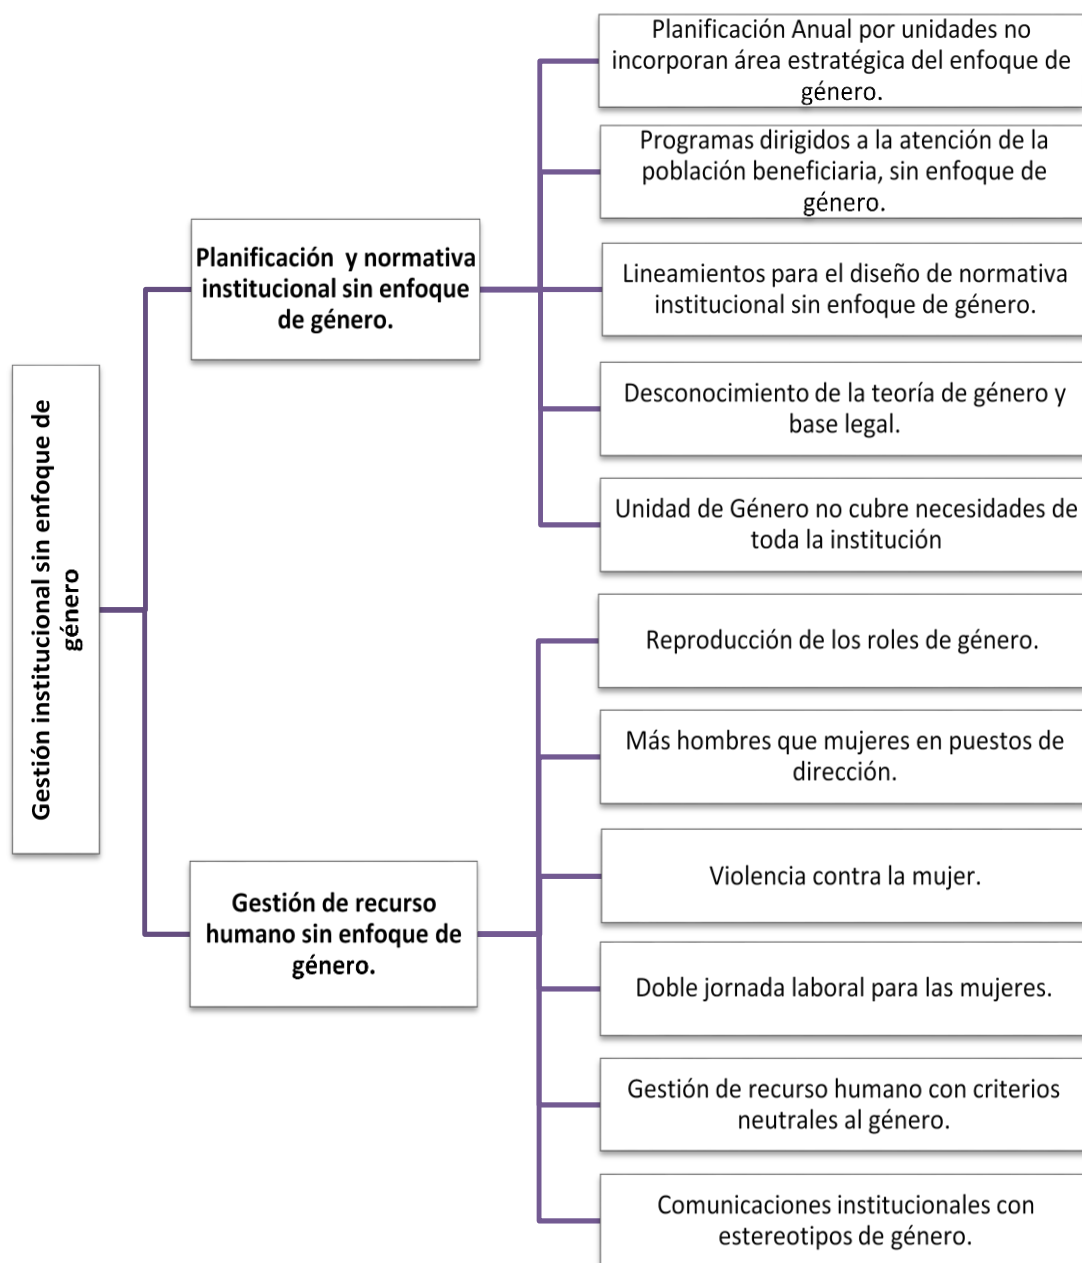 Gestión institucional sin enfoque de
género
Planificación y normativa
institucional sin enfoque
de género.
Planificación Anual por unidades no
incorporan área estratégica del enfoque de
género.
Programas dirigidos a la atención de la
población beneficiaria, sin enfoque de
género.
Lineamientos para el diseño de normativa
institucional sin enfoque de género.
Desconocimiento de la teoría de género y
base legal.
Unidad de Género no cubre necesidades de
toda la institución
Gestión de recurso
humano sin enfoque de
género.
Reproducción de los roles de género.
Más hombres que mujeres en puestos de
dirección.
Violencia contra la mujer.
Doble jornada laboral para las mujeres.
Gestión de recurso humano con criterios
neutrales al género.
Comunicaciones institucionales con
estereotipos de género.